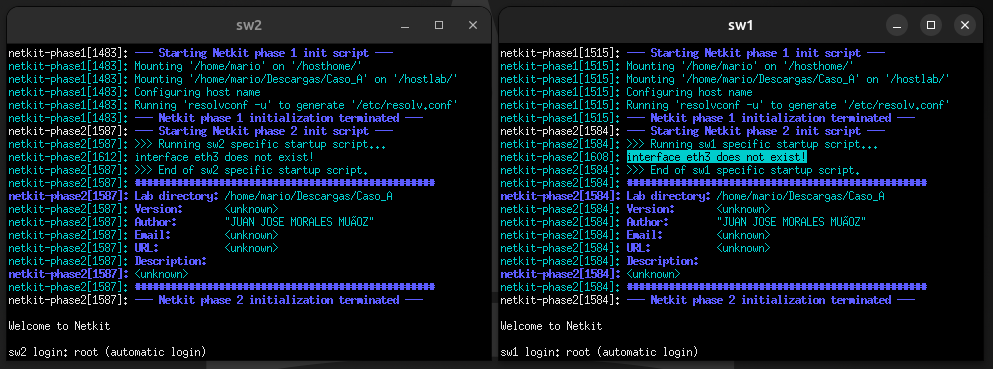 sw2
netkit-phase1[1483]: --- Starting Netkit phase 1 init script ---
netkit-phase1[1483]: Mounting '/home/mario' on '/hosthome/'
netkit-phase1[1483]: Mounting '/home/mario/Descargas/Caso_A' on '/hostlab/'
netkit-phase1[1483]: Configuring host name
netkit-phase1[1483]: Running 'resolvconf -u' to generate '/etc/resolv.conf'
netkit-phase1[1483]: --- Netkit phase 1 initialization terminated ---
netkit-phase2[1587]: --- Starting Netkit phase 2 init script ---
netkit-phase2[1587]: >>> Running sw2 specific startup script...
netkit-phase2[1612]: interface eth3 does not exist!
netkit-phase2[1587]: >>> End of sw2 specific startup script.
netkit-phase2[1587]: ##################################################
netkit-phase2[1587]: Lab directory: /home/mario/Descargas/Caso_A
netkit-phase2[1587]: Version: <unknown>
netkit-phase2[1587]: Author: "JUAN JOSE MORALES MUÃOZ"
netkit-phase2[1587]: Email: <unknown>
netkit-phase2[1587]: URL: <unknown>
netkit-phase2[1587]: Description:
netkit-phase2[1587]: <unknown>
netkit-phase2[1587]: ##################################################
netkit-phase2[1587]: --- Netkit phase 2 initialization terminated ---
Welcome to Netkit
sw2 login: root (automatic login)
sw1
netkit-phase1[1515]: --- Starting Netkit phase 1 init script ---
netkit-phase1[1515]: Mounting '/home/mario' on '/hosthome/'
netkit-phase1[1515]: Mounting '/home/mario/Descargas/Caso_A' on '/hostlab/'
netkit-phase1[1515]: Configuring host name
netkit-phase1[1515]: Running 'resolvconf -u' to generate '/etc/resolv.conf'
netkit-phase1[1515]: --- Netkit phase 1 initialization terminated ---
netkit-phase2[1584]: --- Starting Netkit phase 2 init script ---
netkit-phase2[1584]: >>> Running sw1 specific startup script...
netkit-phase2[1608]: interface eth3 does not exist!
netkit-phase2[1584]: >>> End of sw1 specific startup script.
netkit-phase2[1584]: ##################################################
netkit-phase2[1584]: Lab directory: /home/mario/Descargas/Caso_A
netkit-phase2[1584]: Version: <unknown>
netkit-phase2[1584]: Author: "JUAN JOSE MORALES MUÃOZ"
netkit-phase2[1584]: Email: <unknown>
netkit-phase2[1584]: URL: <unknown>
netkit-phase2[1584]: Description:
netkit-phase2[1584]: <unknown>
netkit-phase2[1584]: ##################################################
netkit-phase2[1584]: --- Netkit phase 2 initialization terminated ---
Welcome to Netkit
sw1 login: root (automatic login)